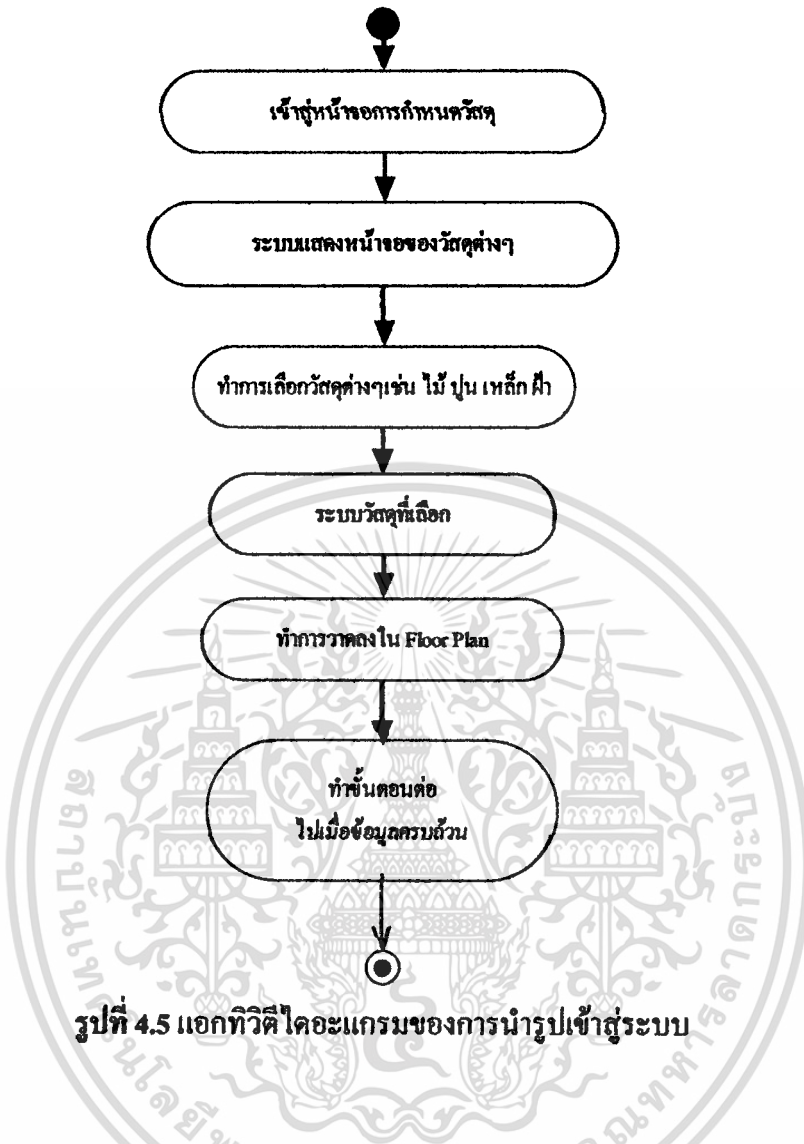 เข้าสู่หน้าจอการกำหนดวัสดุ
ระบบแสดงหน้าจอของวัสดุต่างๆ
ทำการเลือกวัสดุต่างๆเช่น ไม้ ปูน เหล็ก ฝ้า
ระบบวัสดุที่เลือก
ทำการวาดลงใน Floor Plan
ทำขั้นตอนต่อ
ไปเมื่อข้อมูลครบถ้วน
รูปที่ 4.5 แอกทิวิตีไดอะแกรมของการนำรูปเข้าสู่ระบบ